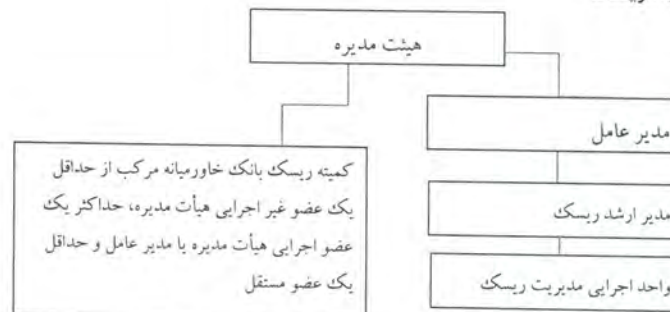 هیئت مدیره
مدیر عامل
مدیر ارشد ریسک
واحد اجرایی مدیریت ریسک
کمیته ریسک بانک خاورمیانه مرکب از حداقل
یک عضو غیر اجرایی هیأت مدیره، حداکثر یک
عضو اجرایی هیأت مدیره یا مدیر عامل و حداقل
یک عضو مستقل